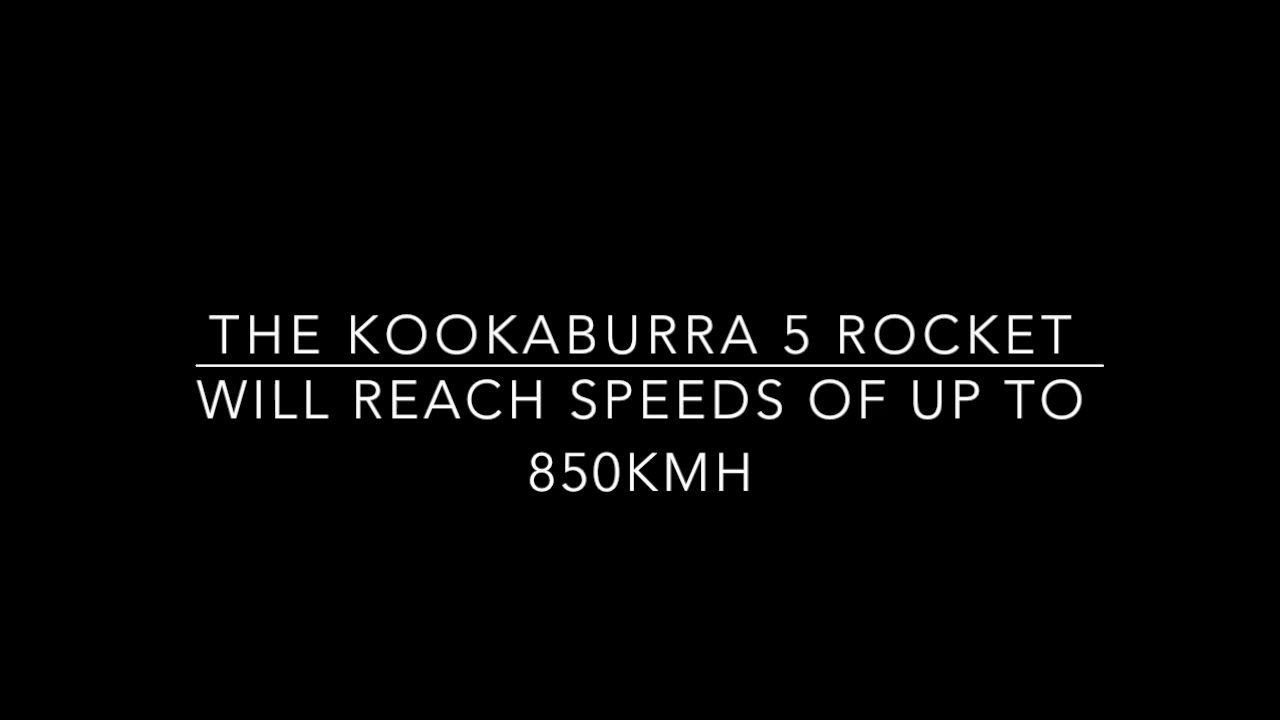 THE KOOKABURRA 5 ROCKET
WILL REACH SPEEDS OF UP TO
850KMH